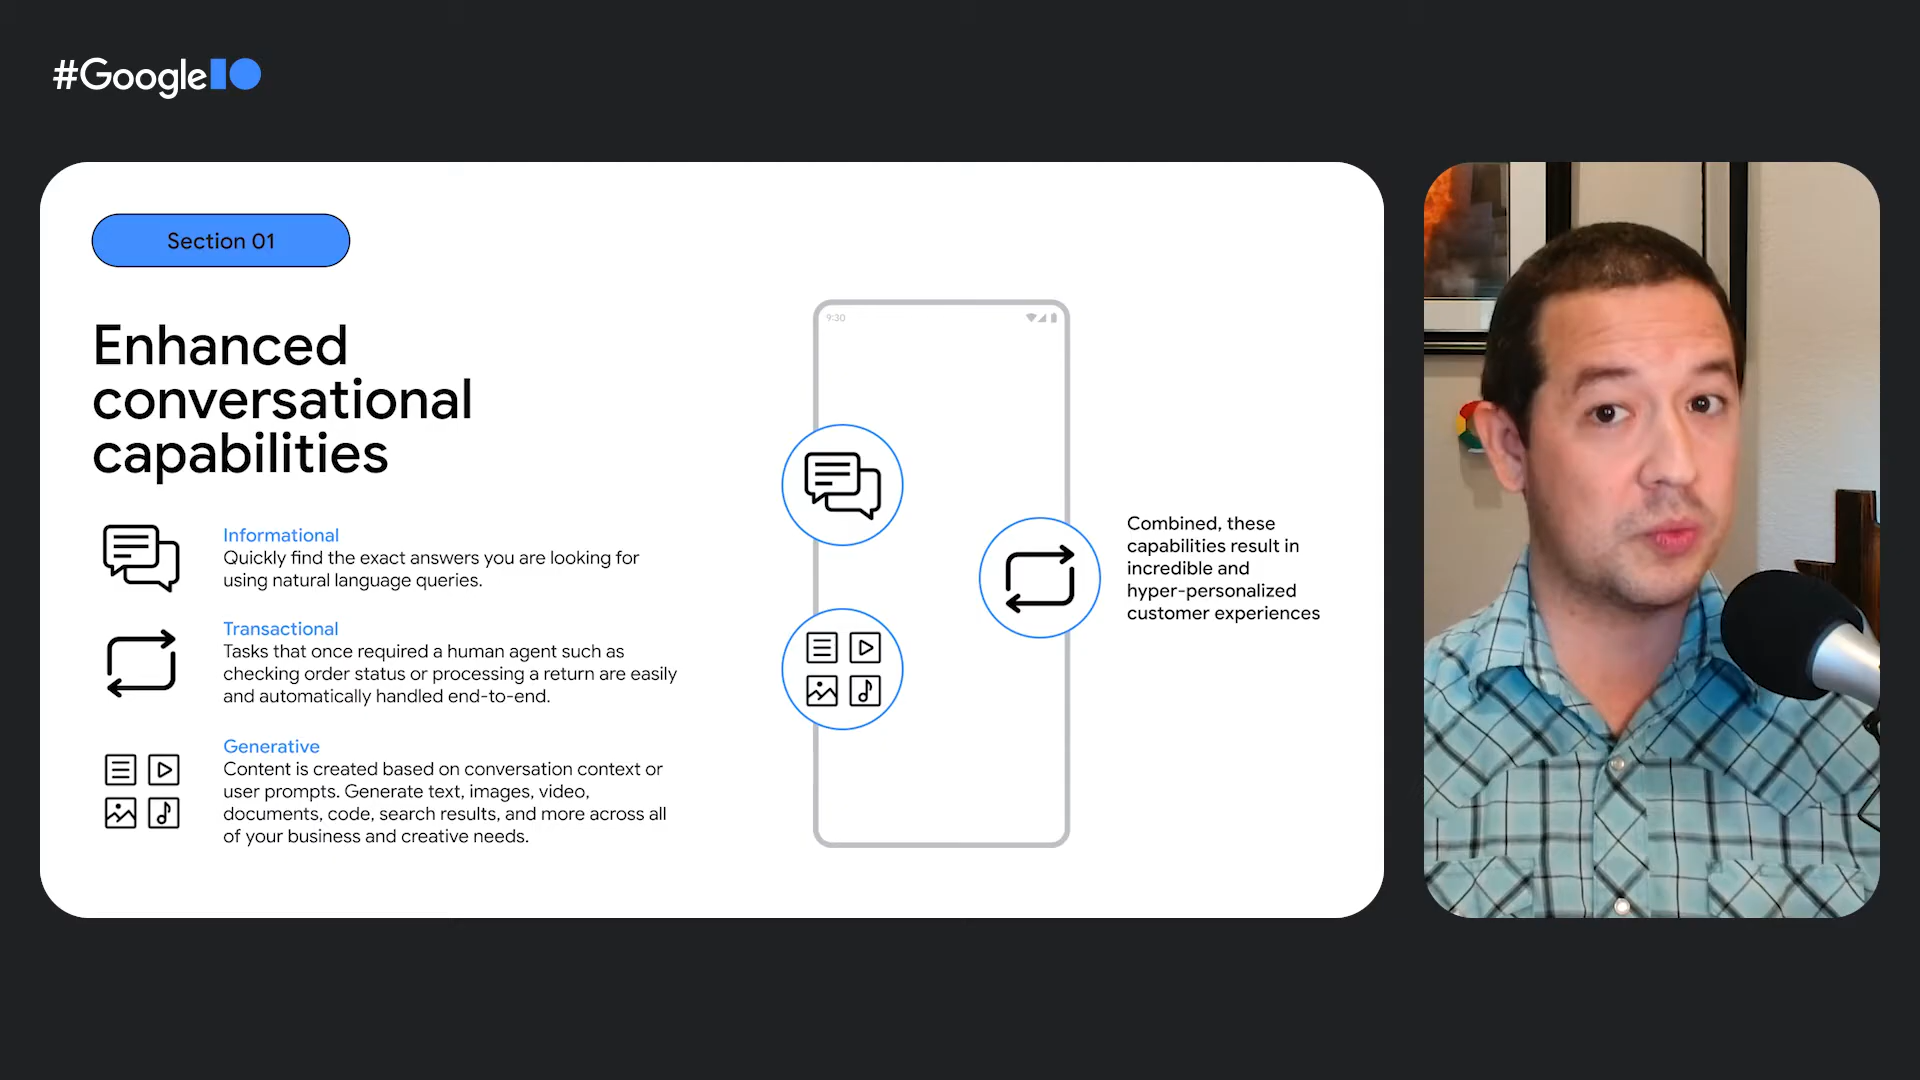 #Google IO
Section 01
Enhanced
conversational
capabilities
Informational
Quickly find the exact answers you are looking for
using natural language queries.
Transactional
Tasks that once required a human agent such as
checking order status or processing a return are easily
and automatically handled end-to-end.
Generative
Content is created based on conversation context or
user prompts. Generate text, images, video,
documents, code, search results, and more across all
of your business and creative needs.
9:30
Combined, these
capabilities result in
incredible and
hyper-personalized
customer experiences